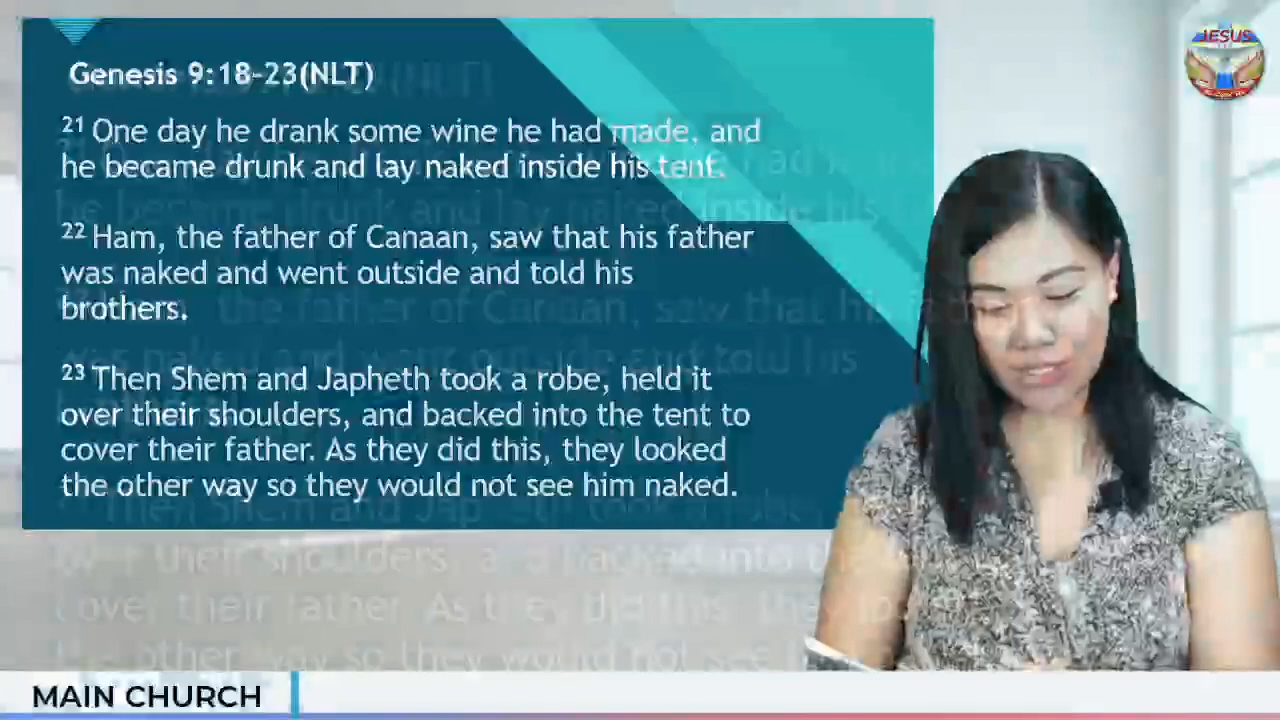 Genesis 9:18-23(NLT)
21 One day he drank some wine he had made, and
he became drunk and lay naked inside his tent.
22 Ham, the father of Canaan, saw that his father
was naked and went outside and told his
brothers.
23 Then Shem and Japheth took a robe, held it
over their shoulders, and backed into the tent to
cover their father. As they did this, they looked
the other way so they would not see him naked.
JESUS
MAIN CHURCH